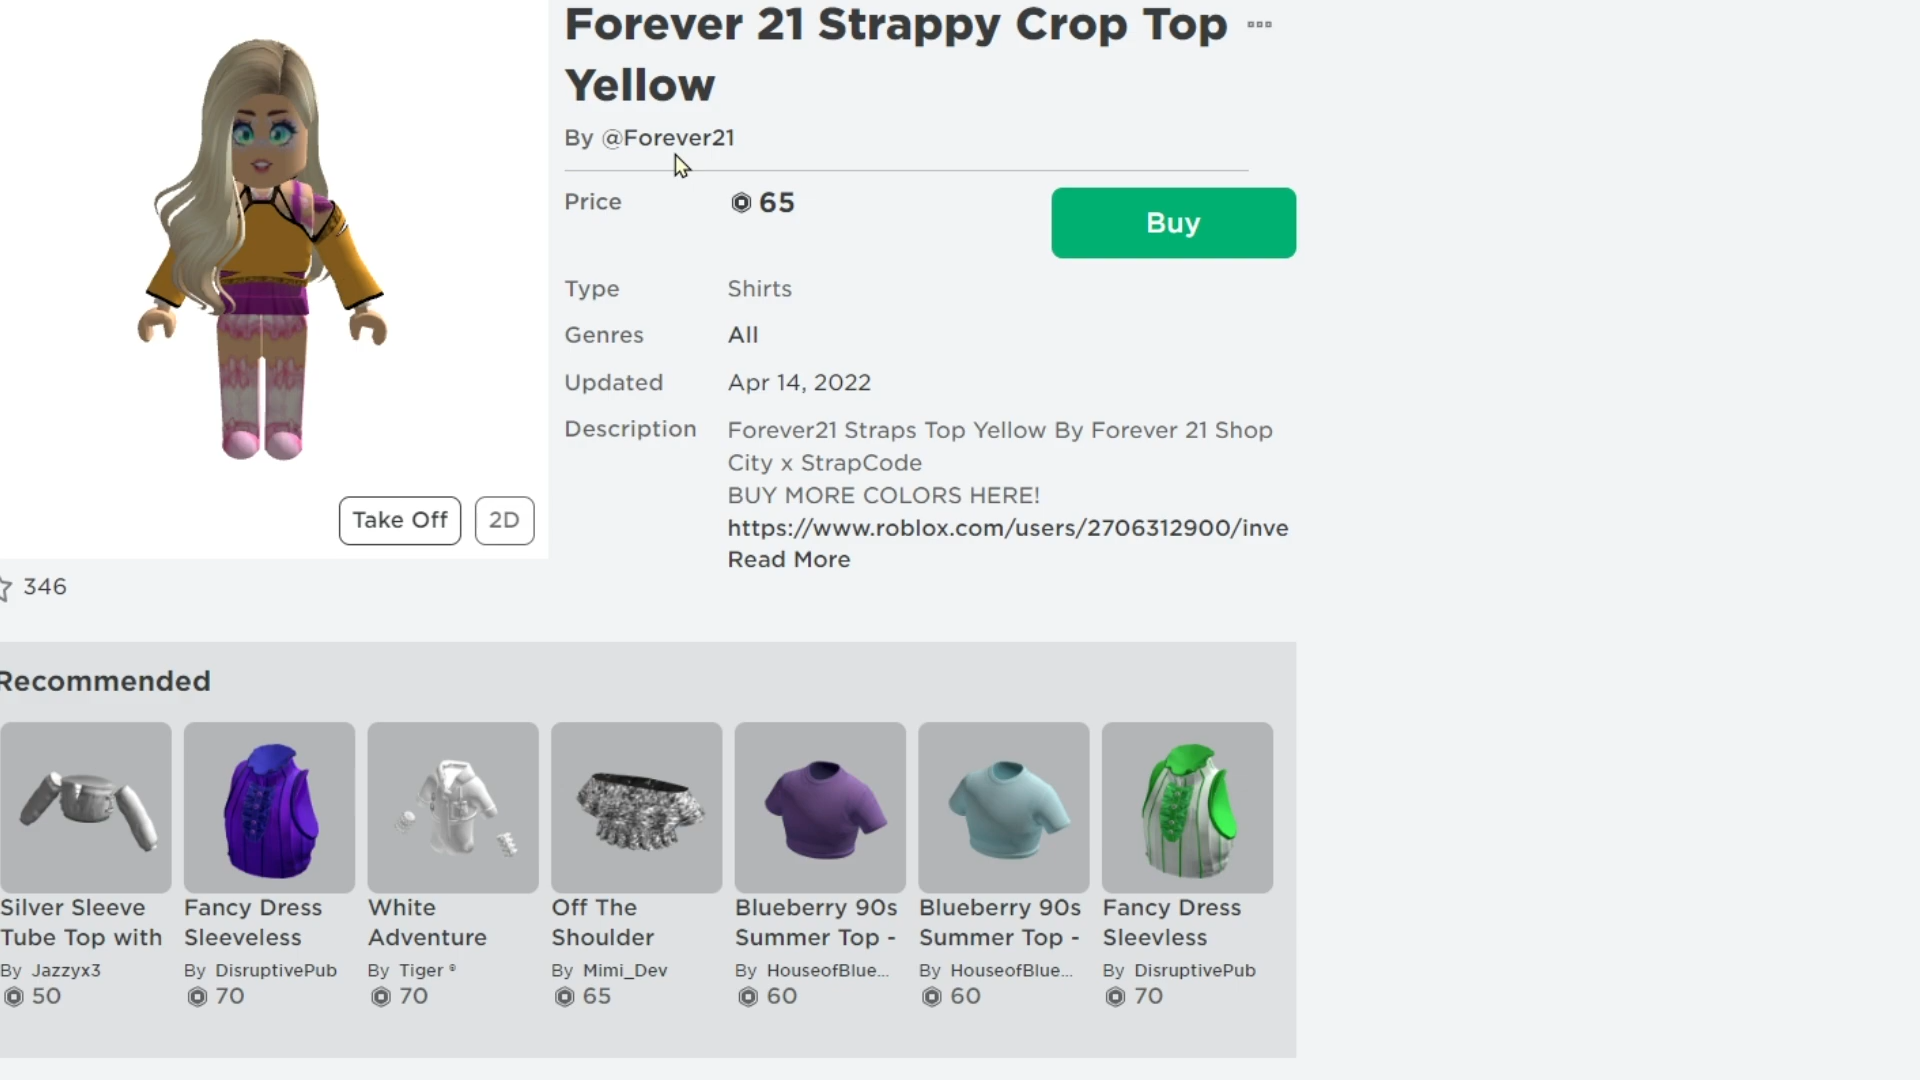 Forever 21 Strappy Crop Top
Yellow
By @Forever21
Price 65
Buy
Type Shirts
Genres All
Updated Apr 14, 2022
Description Forever21 Straps Top Yellow By Forever 21 Shop
City x StrapCode
BUY MORE COLORS HERE!
https://www.roblox.com/users/2706312900/inve
Read More
Take Off 2D
346
Recommended
Silver Sleeve
Tube Top with
By Jazzyx3
50
Fancy Dress
Sleeveless
By DisruptivePub
70
White
Adventure
By Tiger ®
70
Off The
Shoulder
By Mimi_Dev
65
Blueberry 90s
Summer Top -
By HouseofBlue...
60
Blueberry 90s
Summer Top -
By HouseofBlue...
60
Fancy Dress
Sleevless
By DisruptivePub
70